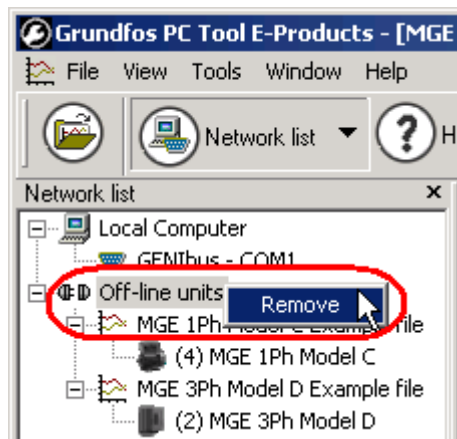 Grundfos PC Tool E-Products - [MGE
File View Tools Window Help
Network list H
Network list x
Local Computer
GENIbus - COM1
Off-line units Remove
MGE 1Ph Model C Example file
(4) MGE 1Ph Model C
MGE 3Ph Model D Example file
(2) MGE 3Ph Model D